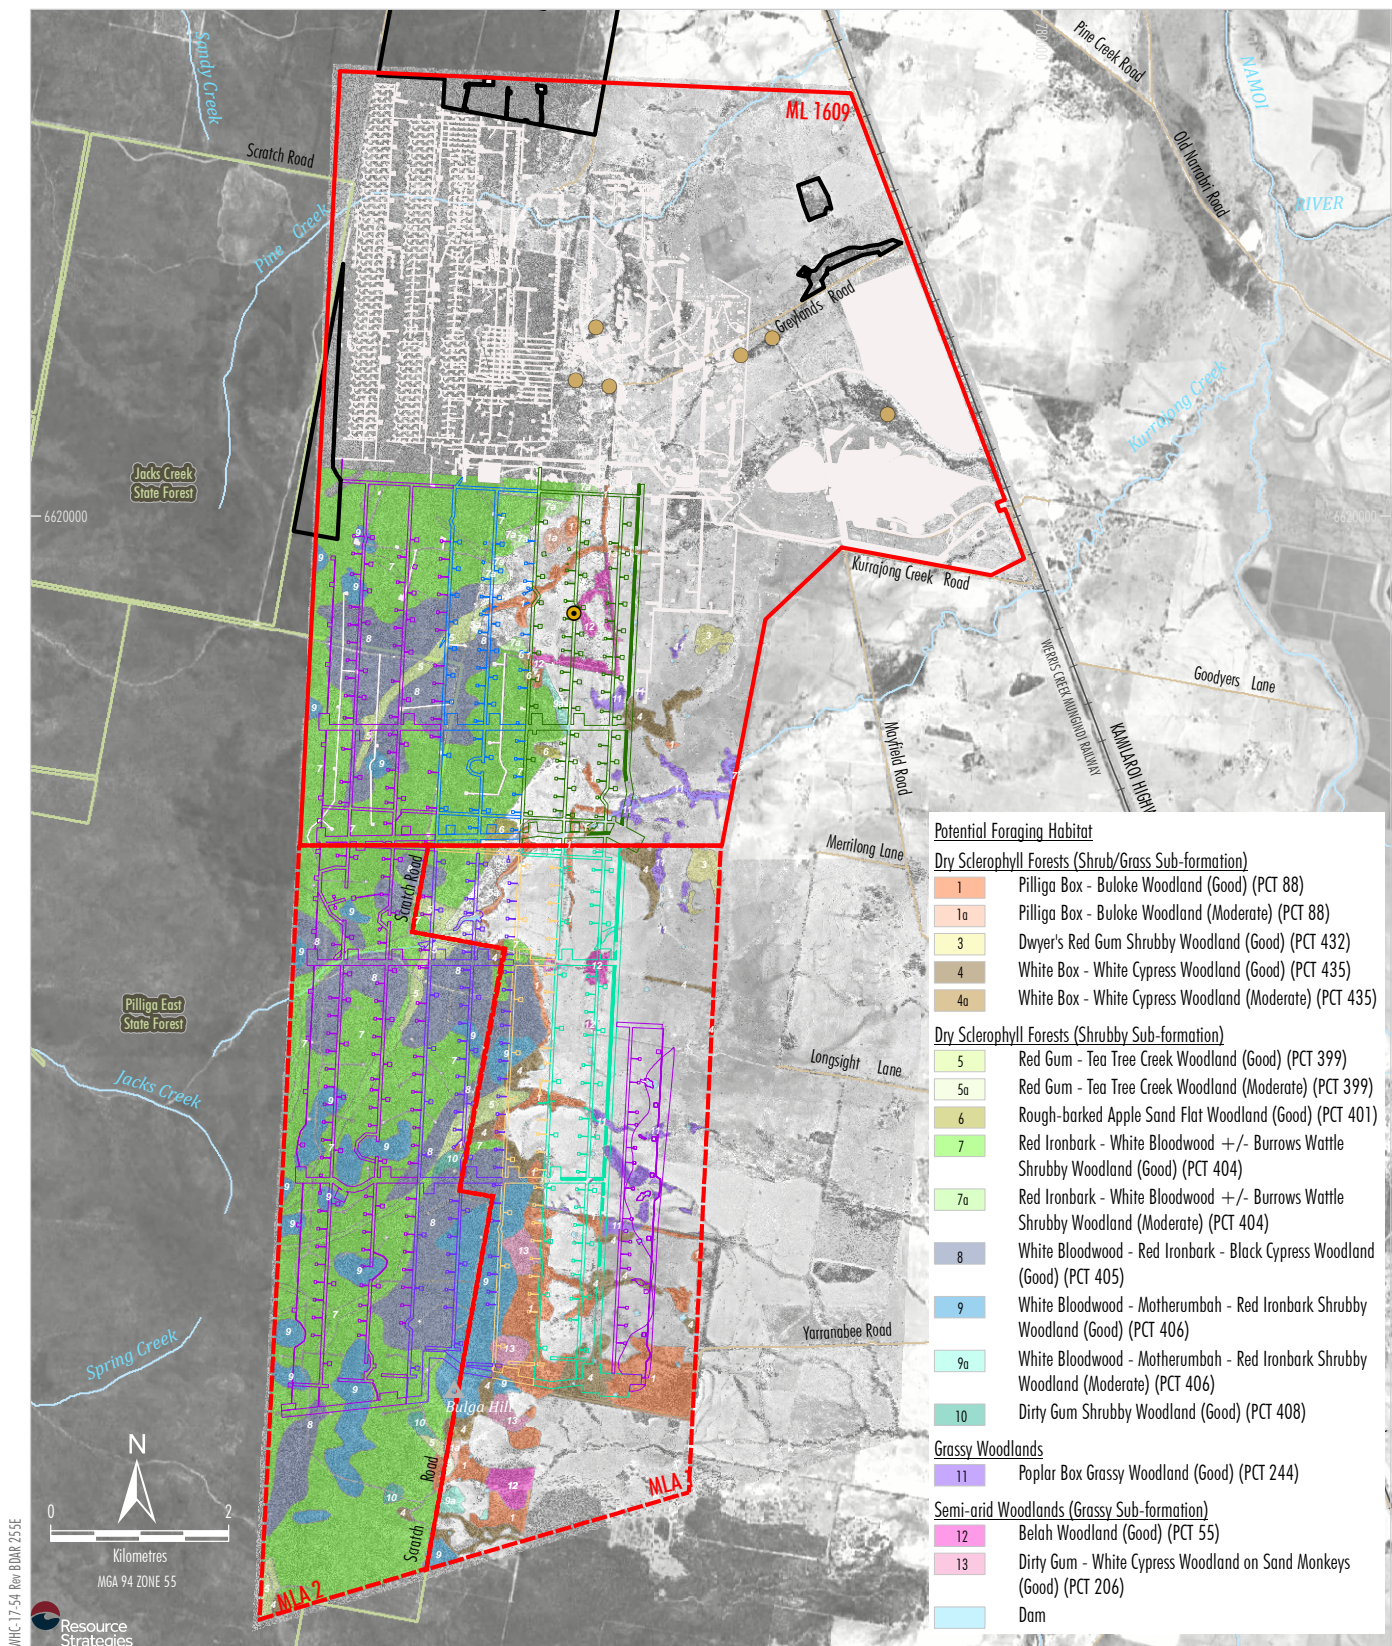 Sandy Creek
780000
Pine Creek Road
NAMOI
ML 1609
Old Narrabri Road
Scratch Road
RIVER
Pine Creek
Greylands Road
Kurrajong Creek
Jacks Creek
State Forest
6620000
6620000
Kurrajong Creek Road
WERRIS CREEK MUNGINDI RAILWAY
Goodyers Lane
KAMILAROI HIGHW
Mayfield Road
Merrilong Lane
Scratch Road
Pilliga East
State Forest
Longsight Lane
Jacks Creek
Yarranabee Road
Spring Creek
Bulga Hill
Scratch Road
MLA 1
MLA 2
Potential Foraging Habitat
Dry Sclerophyll Forests (Shrub/Grass Sub-formation)
1 Pilliga Box - Buloke Woodland (Good) (PCT 88)
1a Pilliga Box - Buloke Woodland (Moderate) (PCT 88)
3 Dwyer's Red Gum Shrubby Woodland (Good) (PCT 432)
4 White Box - White Cypress Woodland (Good) (PCT 435)
4a White Box - White Cypress Woodland (Moderate) (PCT 435)
Dry Sclerophyll Forests (Shrubby Sub-formation)
5 Red Gum - Tea Tree Creek Woodland (Good) (PCT 399)
5a Red Gum - Tea Tree Creek Woodland (Moderate) (PCT 399)
6 Rough-barked Apple Sand Flat Woodland (Good) (PCT 401)
7 Red Ironbark - White Bloodwood +/- Burrows Wattle
Shrubby Woodland (Good) (PCT 404)
7a Red Ironbark - White Bloodwood +/- Burrows Wattle
Shrubby Woodland (Moderate) (PCT 404)
8 White Bloodwood - Red Ironbark - Black Cypress Woodland
(Good) (PCT 405)
9 White Bloodwood - Motherumbah - Red Ironbark Shrubby
Woodland (Good) (PCT 406)
9a White Bloodwood - Motherumbah - Red Ironbark Shrubby
Woodland (Moderate) (PCT 406)
10 Dirty Gum Shrubby Woodland (Good) (PCT 408)
Grassy Woodlands
11 Poplar Box Grassy Woodland (Good) (PCT 244)
Semi-arid Woodlands (Grassy Sub-formation)
12 Belah Woodland (Good) (PCT 55)
13 Dirty Gum - White Cypress Woodland on Sand Monkeys
(Good) (PCT 206)
Dam
N
0 2
Kilometres
MGA 94 ZONE 55
WHC-17-54 Rev BDAR 255E
Resource
Strategies